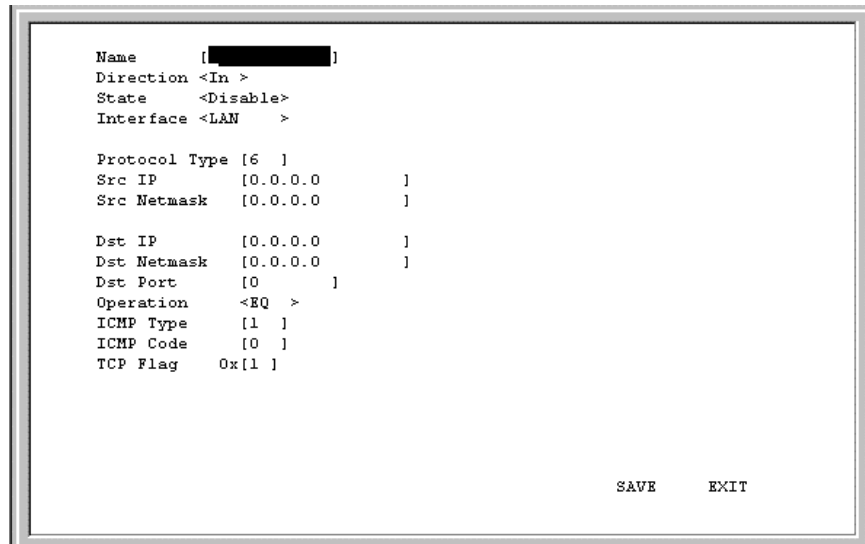 Name [ ]
Direction <In >
State <Disable>
Interface <LAN >
Protocol Type [6 ]
Src IP [0.0.0.0 ]
Src Netmask [0.0.0.0 ]
Dst IP [0.0.0.0 ]
Dst Netmask [0.0.0.0 ]
Dst Port [0 ]
Operation <EQ >
ICMP Type [1 ]
ICMP Code [0 ]
TCP Flag 0x[1 ]
SAVE EXIT